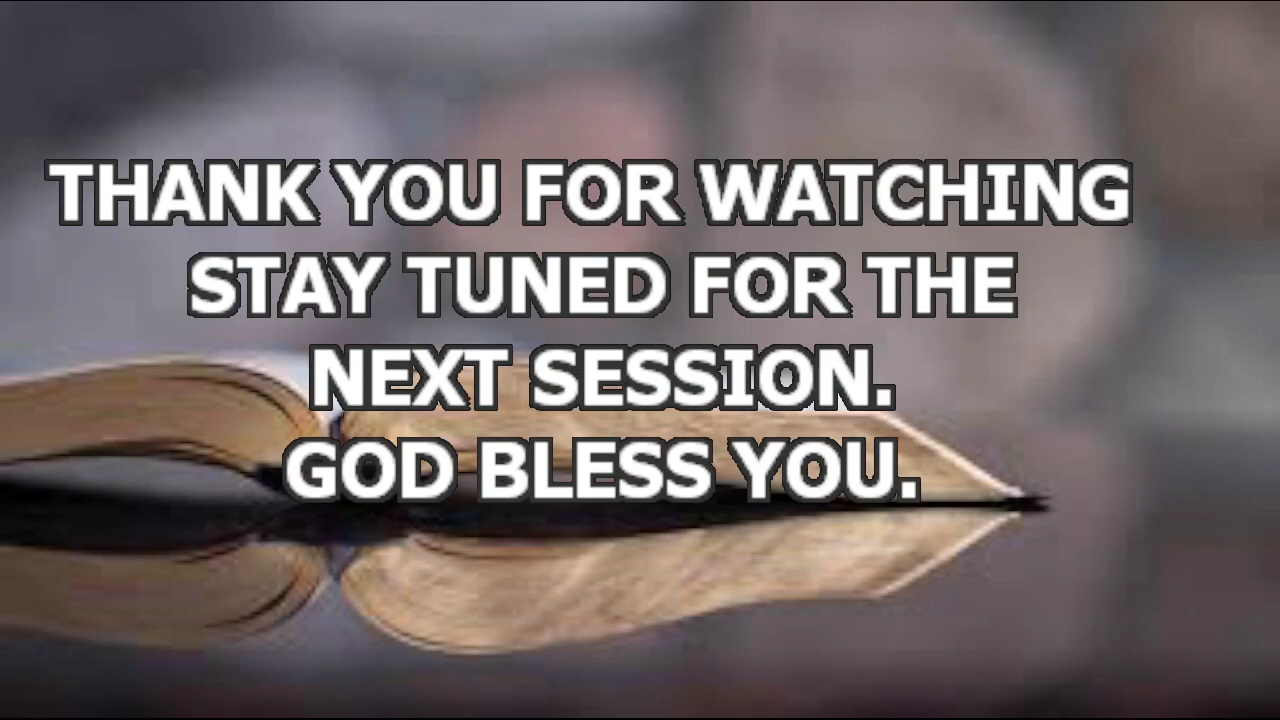 THANK YOU FOR WATCHING
STAY TUNED FOR THE
NEXT SESSION.
GOD BLESS YOU.